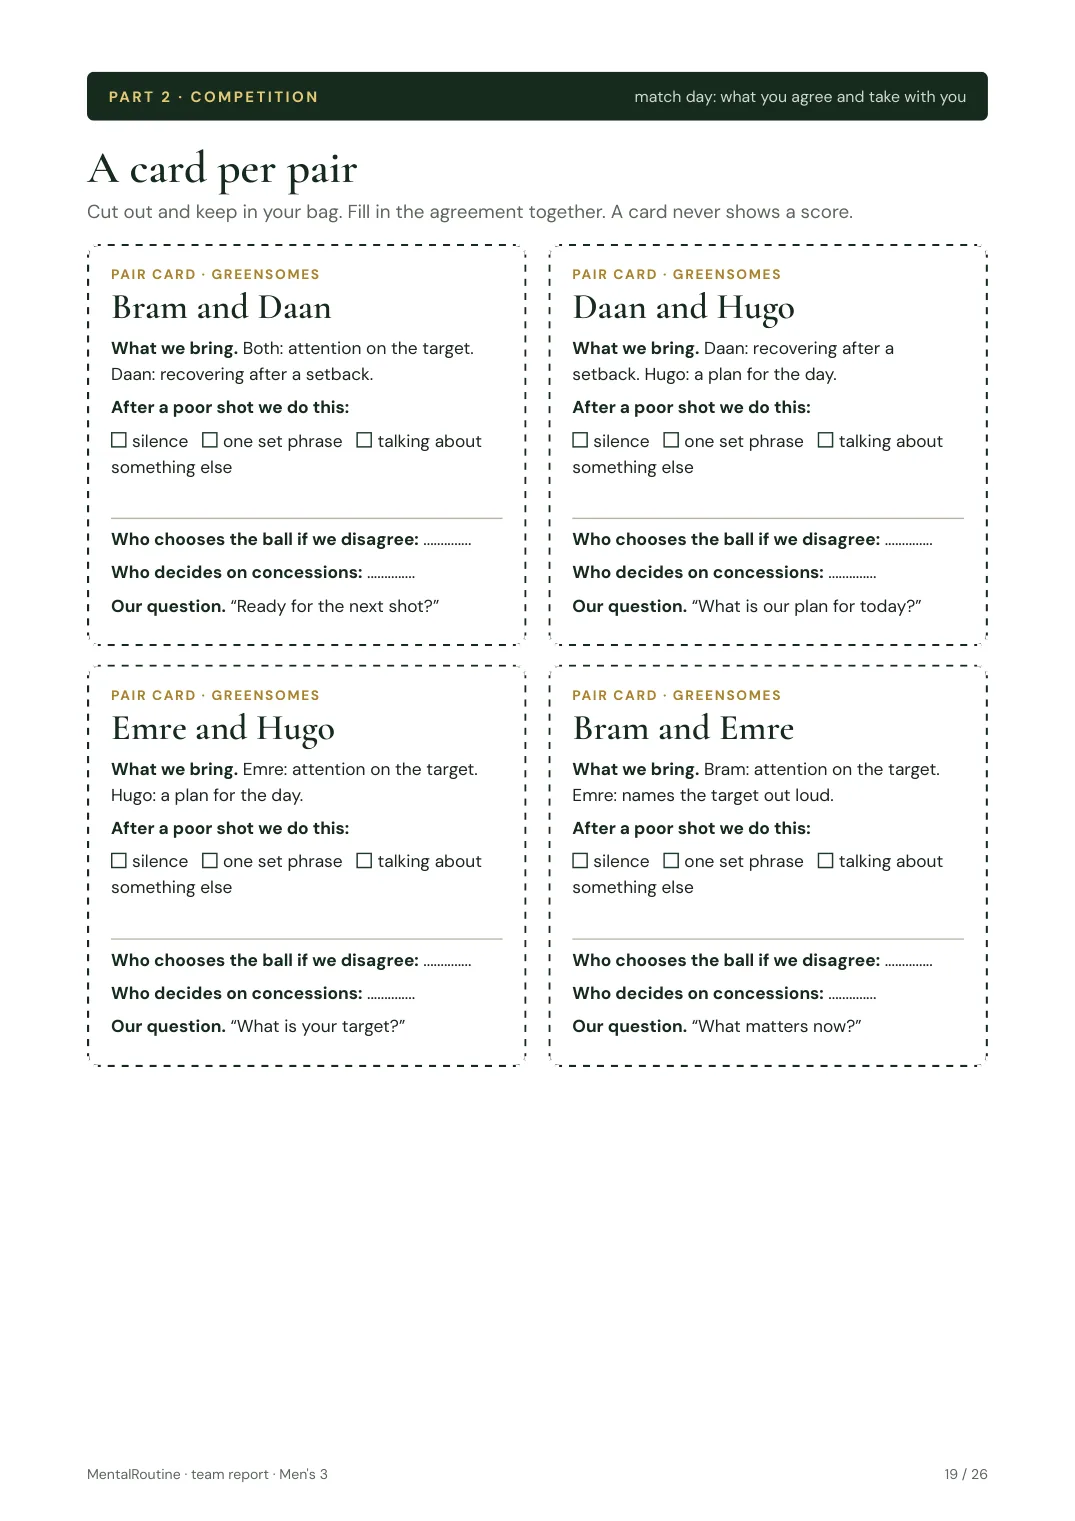 PART 2 · COMPETITION
match day: what you agree and take with you
A card per pair
Cut out and keep in your bag. Fill in the agreement together. A card never shows a score.
PAIR CARD · GREENSOMES
Bram and Daan
What we bring. Both: attention on the target.
Daan: recovering after a setback.
After a poor shot we do this:
☐ silence ☐ one set phrase ☐ talking about
something else
Who chooses the ball if we disagree: ..............
Who decides on concessions: ..............
Our question. “Ready for the next shot?”
PAIR CARD · GREENSOMES
Daan and Hugo
What we bring. Daan: recovering after a
setback. Hugo: a plan for the day.
After a poor shot we do this:
☐ silence ☐ one set phrase ☐ talking about
something else
Who chooses the ball if we disagree: ..............
Who decides on concessions: ..............
Our question. “What is our plan for today?”
PAIR CARD · GREENSOMES
Emre and Hugo
What we bring. Emre: attention on the target.
Hugo: a plan for the day.
After a poor shot we do this:
☐ silence ☐ one set phrase ☐ talking about
something else
Who chooses the ball if we disagree: ..............
Who decides on concessions: ..............
Our question. “What is your target?”
PAIR CARD · GREENSOMES
Bram and Emre
What we bring. Bram: attention on the target.
Emre: names the target out loud.
After a poor shot we do this:
☐ silence ☐ one set phrase ☐ talking about
something else
Who chooses the ball if we disagree: ..............
Who decides on concessions: ..............
Our question. “What matters now?”
MentalRoutine · team report · Men's 3
19 / 26